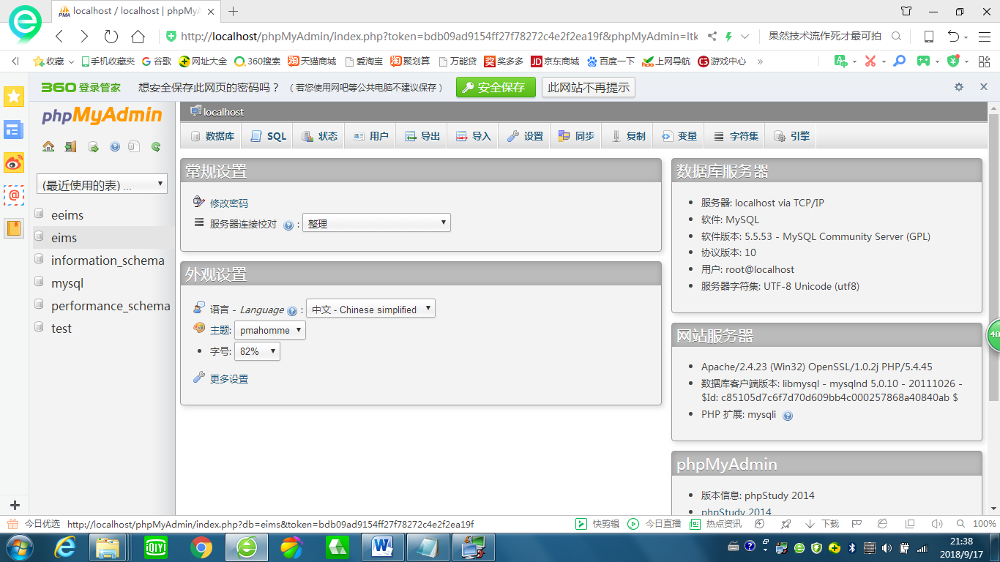 localhost / localhost | phpMyA
http://localhost/phpMyAdmin/index.php?token=bdb09ad9154ff27f78272c4e2f2ea19f&phpMyAdmin=ltk
果然技术流作死才最可拍
收藏 手机收藏夹 谷歌 网址大全 360搜索 天猫商城 爱淘宝 聚划算 万能贷 奖多多 京东商城 百度一下 上网导航 游戏中心 »
360 登录管家 想安全保存此网页的密码吗？ （若您使用网吧等公共电脑不建议保存） 安全保存 此网站不再提示
phpMyAdmin
(最近使用的表) ...
eeims
eims
information_schema
mysql
performance_schema
test
localhost
数据库 SQL 状态 用户 导出 导入 设置 同步 复制 变量 字符集 引擎
常规设置
修改密码
服务器连接校对 : 整理
外观设置
语言 - Language : 中文 - Chinese simplified
主题: pmahomme
字号: 82%
更多设置
数据库服务器
服务器: localhost via TCP/IP
软件: MySQL
软件版本: 5.5.53 - MySQL Community Server (GPL)
协议版本: 10
用户: root@localhost
服务器字符集: UTF-8 Unicode (utf8)
网站服务器
Apache/2.4.23 (Win32) OpenSSL/1.0.2j PHP/5.4.45
数据库客户端版本: libmysql - mysqlnd 5.0.10 - 20111026 -
$Id: c85105d7c6f7d70d609bb4c000257868a40840ab $
PHP 扩展: mysqli
phpMyAdmin
版本信息: phpStudy 2014
phpStudy 2014
40
今日优选 http://localhost/phpMyAdmin/index.php?db=eims&token=bdb09ad9154ff27f78272c4e2f2ea19f
快剪辑 今日直播 热点资讯 下载 100%
QIY
21:38
2018/9/17